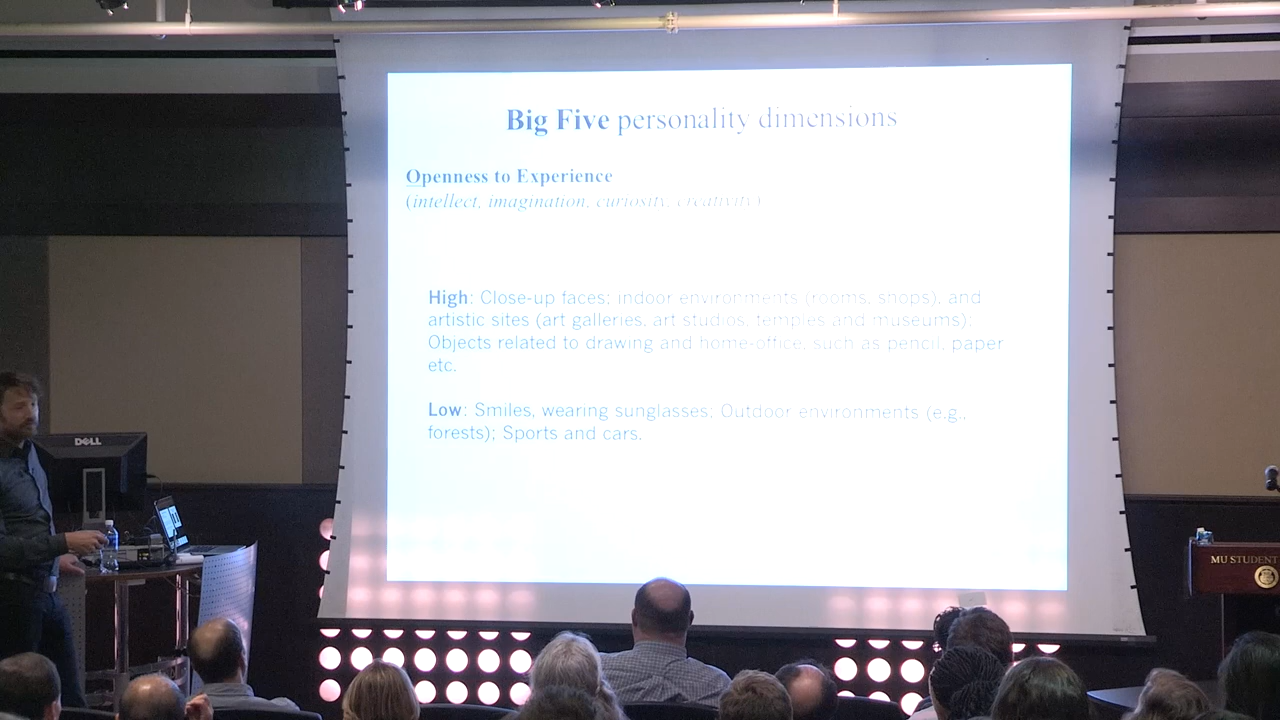 Big Five personality dimensions
Openness to Experience
(intellect, imagination, curiosity, creativity)
High: Close-up faces; indoor environments (rooms, shops), and
artistic sites (art galleries, art studios, temples and museums);
Objects related to drawing and home-office, such as pencil, paper
etc.
Low: Smiles, wearing sunglasses; Outdoor environments (e.g.,
forests); Sports and cars.
DELL
MU STUDENT